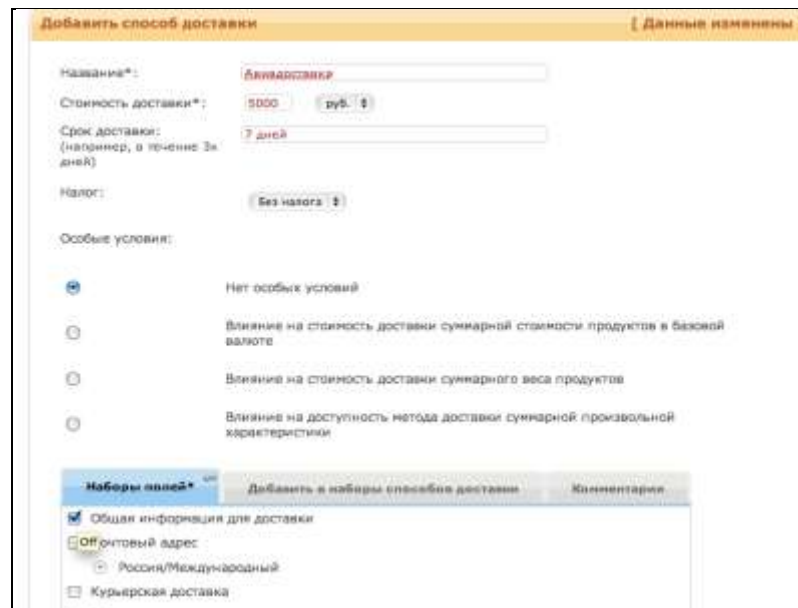 Добавить способ доставки [ Данные изменены
Название*: Авиадоставка
Стоимость доставки*: 5000 руб.
Срок доставки: 7 дней
(например, в течение 3х
дней)
Налог: Без налога
Особые условия:
Нет особых условий
Влияние на стоимость доставки суммарной стоимости продуктов в базовой
валюте
Влияние на стоимость доставки суммарного веса продуктов
Влияние на доступность метода доставки суммарной произвольной
характеристики
Наборы полей* Добавить в наборы способов доставки Комментарии
Общая информация для доставки
Off очтовый адрес
Россия/Международный
Курьерская доставка